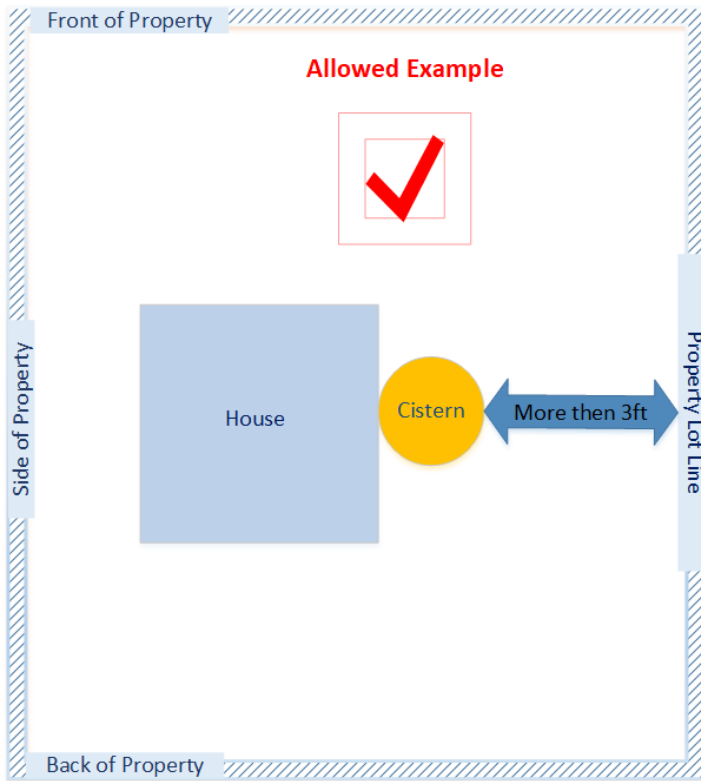 Front of Property
Allowed Example
Side of Property
House
Cistern
More then 3ft
Property Lot Line
Back of Property